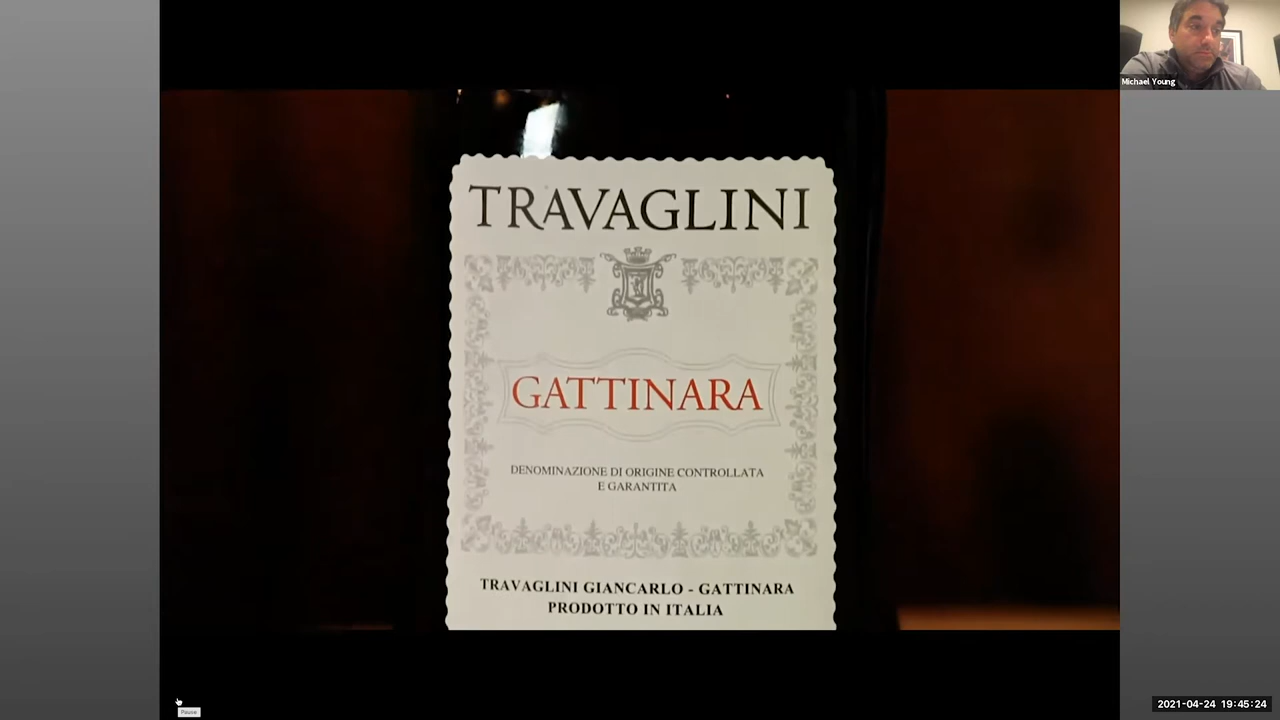 Michael Young
TRAVAGLINI
GATTINARA
DENOMINAZIONE DI ORIGINE CONTROLLATA
E GARANTITA
TRAVAGLINI GIANCARLO - GATTINARA
PRODOTTO IN ITALIA
Pause
2021-04-24 19:45:24